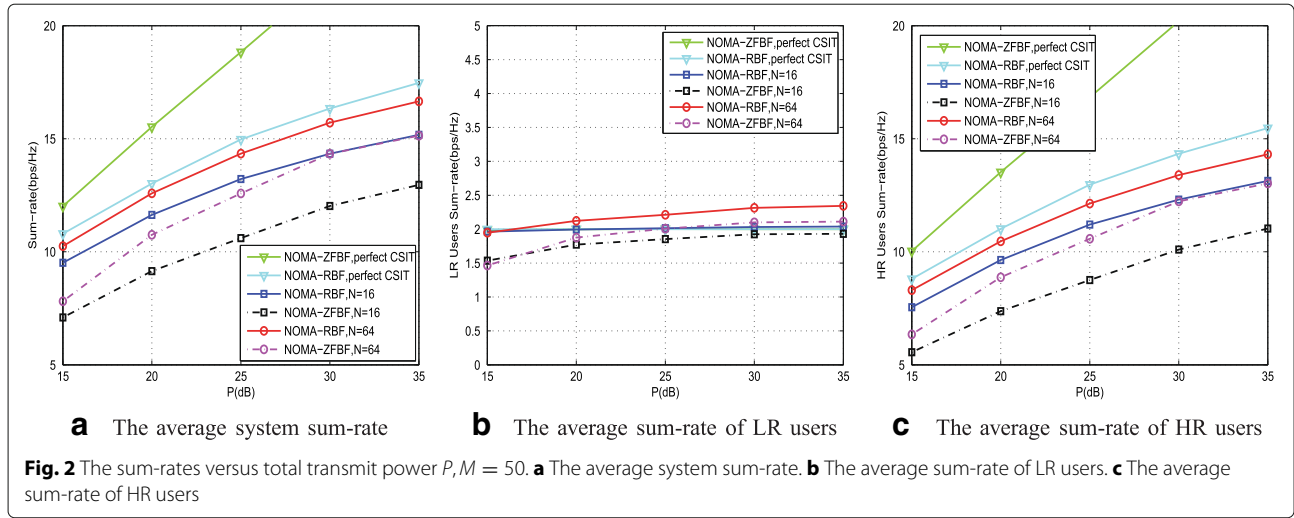 20
15
10
5
Sum−rate(bps/Hz)
NOMA−ZFBF,perfect CSIT
NOMA−RBF,perfect CSIT
NOMA−RBF,N=16
NOMA−ZFBF,N=16
NOMA−RBF,N=64
NOMA−ZFBF,N=64
15 20 25 30 35
P(dB)
a The average system sum-rate
5
4.5
4
3.5
3
2.5
2
1.5
1
0.5
0
LR Users Sum−rate(bps/Hz)
NOMA−ZFBF,perfect CSIT
NOMA−RBF,perfect CSIT
NOMA−RBF,N=16
NOMA−ZFBF,N=16
NOMA−RBF,N=64
NOMA−ZFBF,N=64
15 20 25 30 35
P(dB)
b The average sum-rate of LR users
20
15
10
5
HR Users Sum−rate(bps/Hz)
NOMA−ZFBF,perfect CSIT
NOMA−RBF,perfect CSIT
NOMA−RBF,N=16
NOMA−ZFBF,N=16
NOMA−RBF,N=64
NOMA−ZFBF,N=64
15 20 25 30 35
P(dB)
c The average sum-rate of HR users
Fig. 2 The sum-rates versus total transmit power P, M = 50. a The average system sum-rate. b The average sum-rate of LR users. c The average
sum-rate of HR users